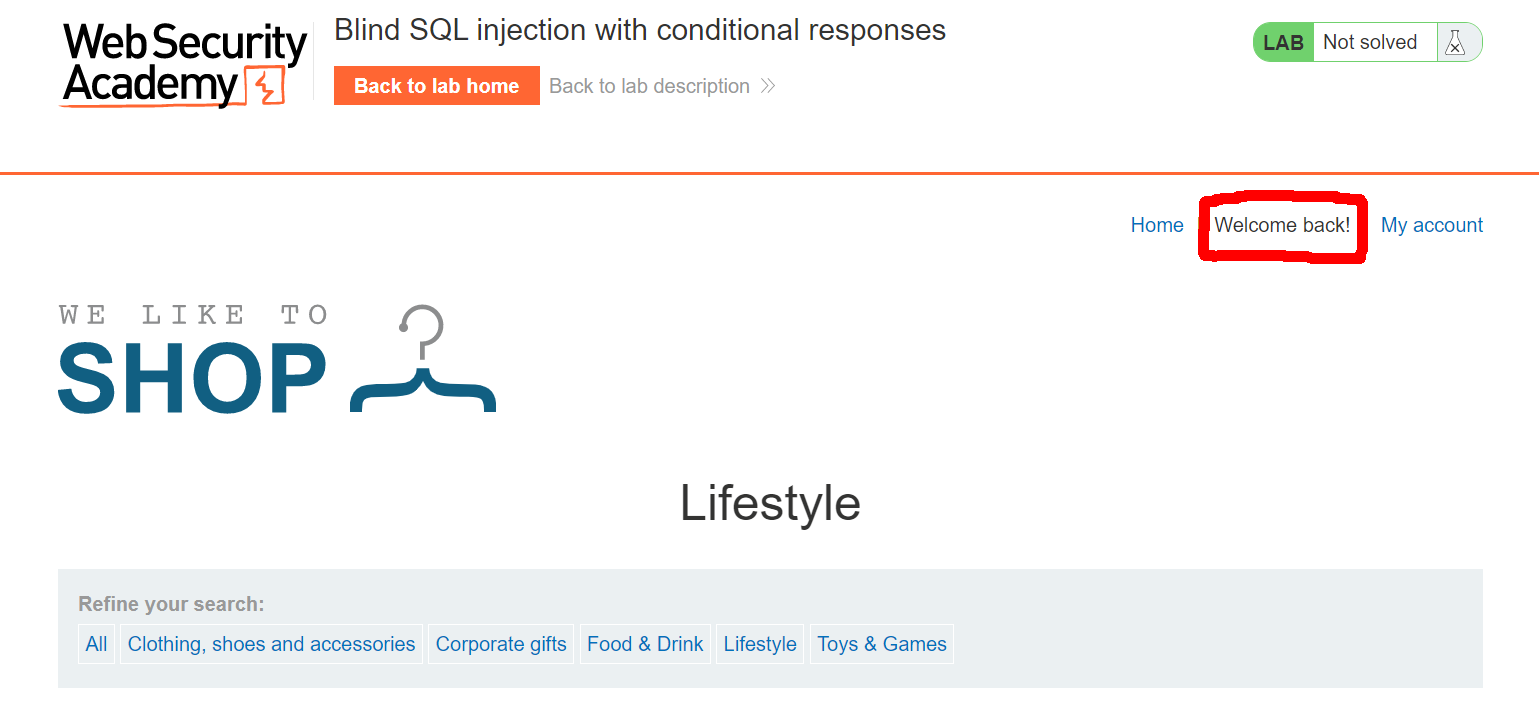 Web Security
Academy
Blind SQL injection with conditional responses
Back to lab home
Back to lab description
LAB
Not solved
Home
Welcome back!
My account
WE LIKE TO
SHOP
Lifestyle
Refine your search:
All
Clothing, shoes and accessories
Corporate gifts
Food & Drink
Lifestyle
Toys & Games